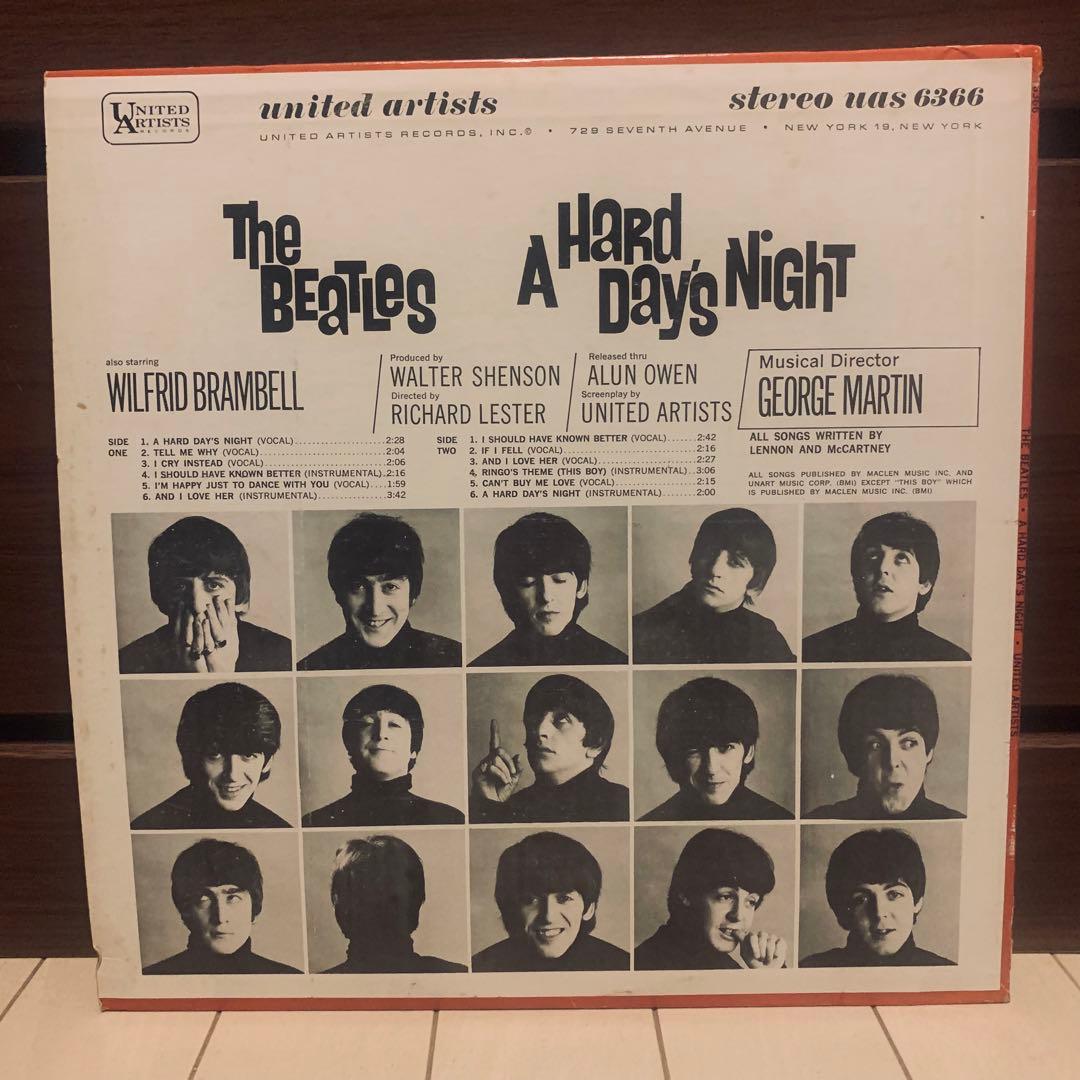 UNITED ARTISTS RECORDS
united artists
stereo uas 6366
UNITED ARTISTS RECORDS, INC.© • 729 SEVENTH AVENUE • NEW YORK 19, NEW YORK
The BEATLES
A HARD DAY'S NIGHT
also starring
WILFRID BRAMBELL
Produced by
WALTER SHENSON
Directed by
RICHARD LESTER
Released thru
ALUN OWEN
Screenplay by
UNITED ARTISTS
Musical Director
GEORGE MARTIN
SIDE ONE
1. A HARD DAY'S NIGHT (VOCAL)......................2:28
2. TELL ME WHY (VOCAL)..............................2:04
3. I CRY INSTEAD (VOCAL)............................2:06
4. I SHOULD HAVE KNOWN BETTER (INSTRUMENTAL)..2:16
5. I'M HAPPY JUST TO DANCE WITH YOU (VOCAL)....1:59
6. AND I LOVE HER (INSTRUMENTAL)..................3:42
SIDE TWO
1. I SHOULD HAVE KNOWN BETTER (VOCAL).......2:42
2. IF I FELL (VOCAL)...............................2:16
3. AND I LOVE HER (VOCAL).......................2:27
4. RINGO'S THEME (THIS BOY) (INSTRUMENTAL)..3:06
5. CAN'T BUY ME LOVE (VOCAL)...................2:15
6. A HARD DAY'S NIGHT (INSTRUMENTAL)........2:00
ALL SONGS WRITTEN BY
LENNON AND McCARTNEY
ALL SONGS PUBLISHED BY MACLEN MUSIC INC. AND
UNART MUSIC CORP. (BMI) EXCEPT "THIS BOY" WHICH
IS PUBLISHED BY MACLEN MUSIC INC. (BMI)
THE BEATLES • A HARD DAY'S NIGHT • UNITED ARTISTS